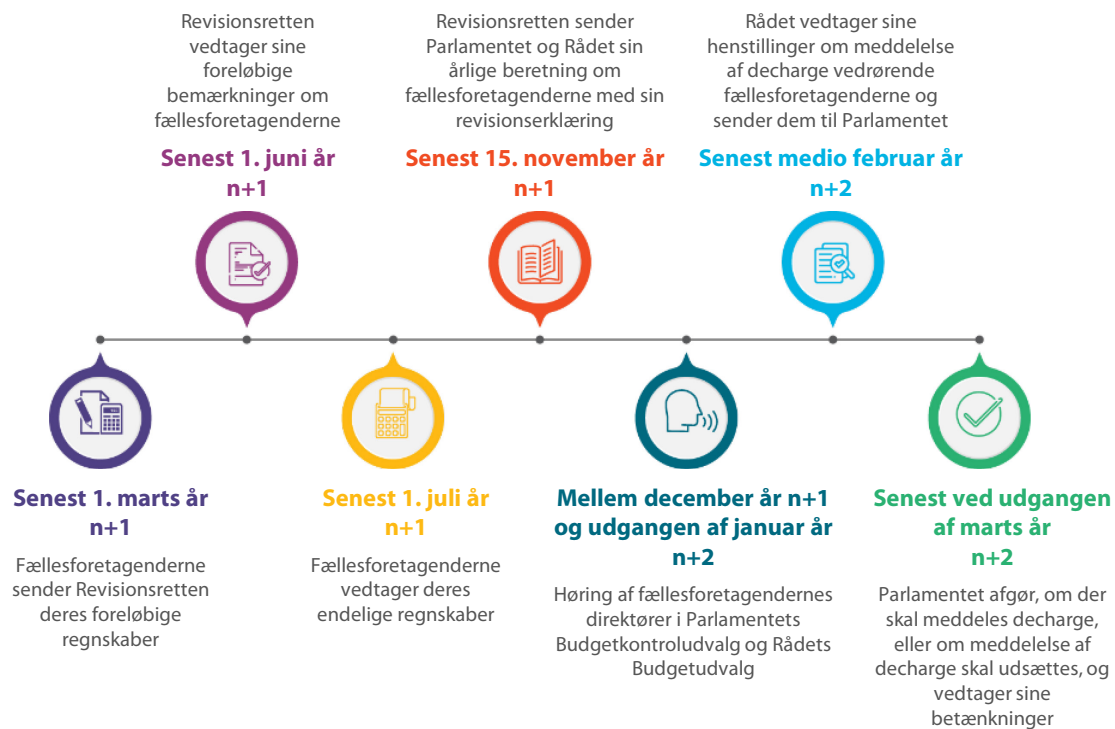 Revisionsretten
vedtager sine
foreløbige
bemærkninger om
fællesforetagenderne
Senest 1. juni år
n+1
Revisionsretten sender
Parlamentet og Rådet sin
årlige beretning om
fællesforetagenderne med sin
revisionserklæring
Senest 15. november år
n+1
Rådet vedtager sine
henstillinger om meddelelse
af decharge vedrørende
fællesforetagenderne og
sender dem til Parlamentet
Senest medio februar år
n+2
Senest 1. marts år
n+1
Fællesforetagenderne
sender Revisionsretten
deres foreløbige
regnskaber
Senest 1. juli år
n+1
Fællesforetagenderne
vedtager deres
endelige regnskaber
Mellem december år n+1
og udgangen af januar år
n+2
Høring af fællesforetagendernes
direktører i Parlamentets
Budgetkontroludvalg og Rådets
Budgetudvalg
Senest ved udgangen
af marts år
n+2
Parlamentet afgør, om der
skal meddeles decharge,
eller om meddelelse af
decharge skal udsættes, og
vedtager sine
betænkninger